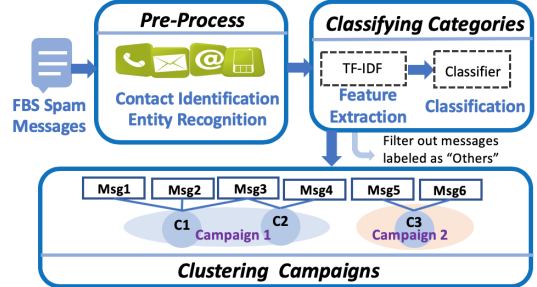 Pre-Process
Classifying Categories
FBS Spam
Messages
Contact Identification
Entity Recognition
TF-IDF
Classifier
Feature
Extraction
Classification
Filter out messages
labeled as “Others”
Msg1 Msg2 Msg3 Msg4 Msg5 Msg6
C1 C2 C3
Campaign 1 Campaign 2
Clustering Campaigns